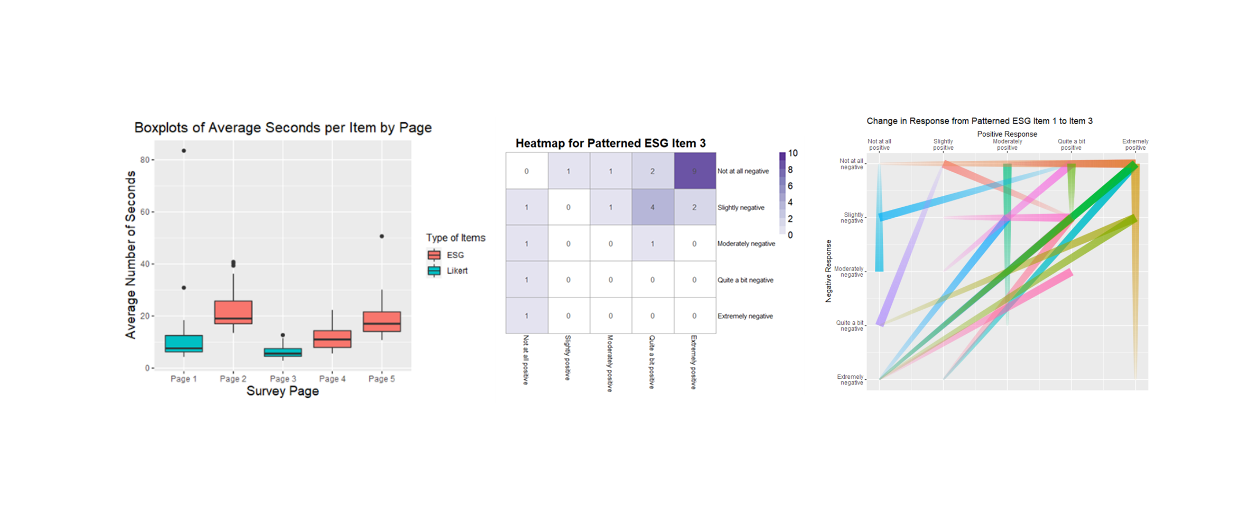 Boxplots of Average Seconds per Item by Page
Average Number of Seconds
80
60
40
20
0
Page 1 Page 2 Page 3 Page 4 Page 5
Survey Page
Type of Items
ESG
Likert
Heatmap for Patterned ESG Item 3
0 1 1 2 Not at all negative
1 0 1 4 2 Slightly negative
1 0 0 1 0 Moderately negative
1 0 0 0 0 Quite a bit negative
1 0 0 0 0 Extremely negative
Not at all positive
Slightly positive
Moderately positive
Quite a bit positive
Extremely positive
10
8
6
4
2
0
Change in Response from Patterned ESG Item 1 to Item 3
Positive Response
Not at all positive
Slightly positive
Moderately positive
Quite a bit positive
Extremely positive
Negative Response
Not at all negative
Slightly negative
Moderately negative
Quite a bit negative
Extremely negative